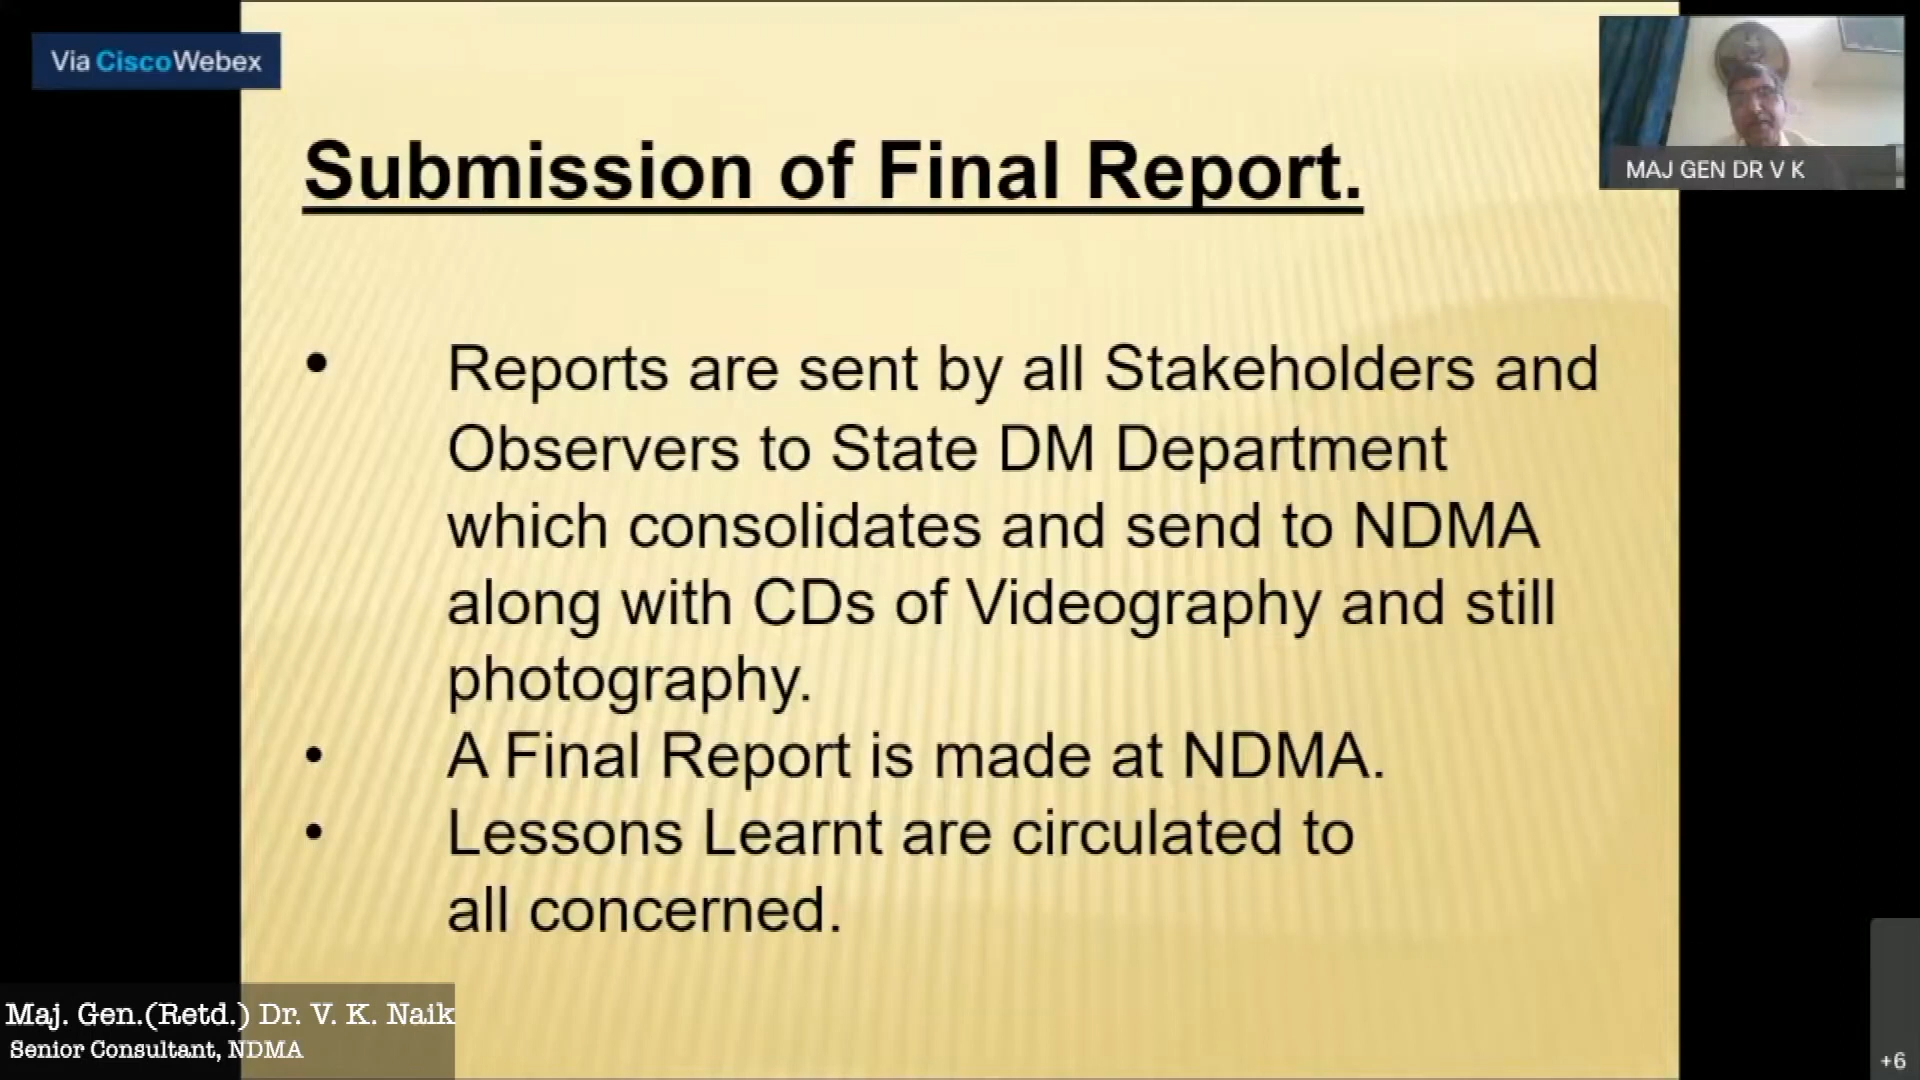 Via CiscoWebex
MAJ GEN DR V K
Submission of Final Report.
• Reports are sent by all Stakeholders and
Observers to State DM Department
which consolidates and send to NDMA
along with CDs of Videography and still
photography.
• A Final Report is made at NDMA.
• Lessons Learnt are circulated to
all concerned.
Maj. Gen.(Retd.) Dr. V. K. Naik
Senior Consultant, NDMA
+6